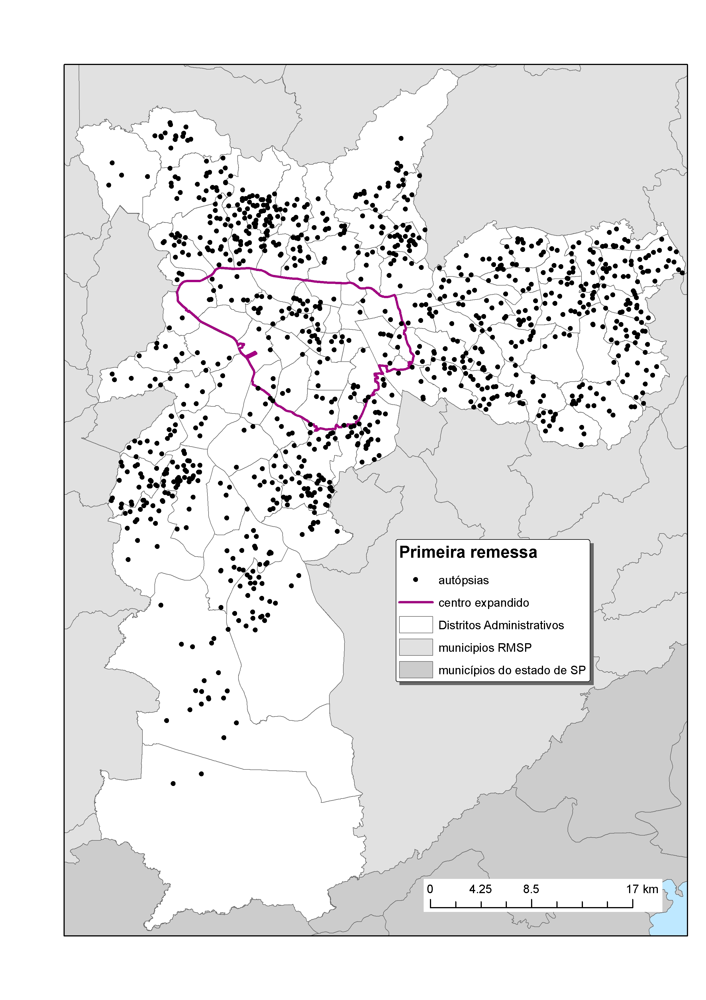 Primeira remessa
autópsias
centro expandido
Distritos Administrativos
municipios RMSP
municípios do estado de SP
0 4.25 8.5 17 km